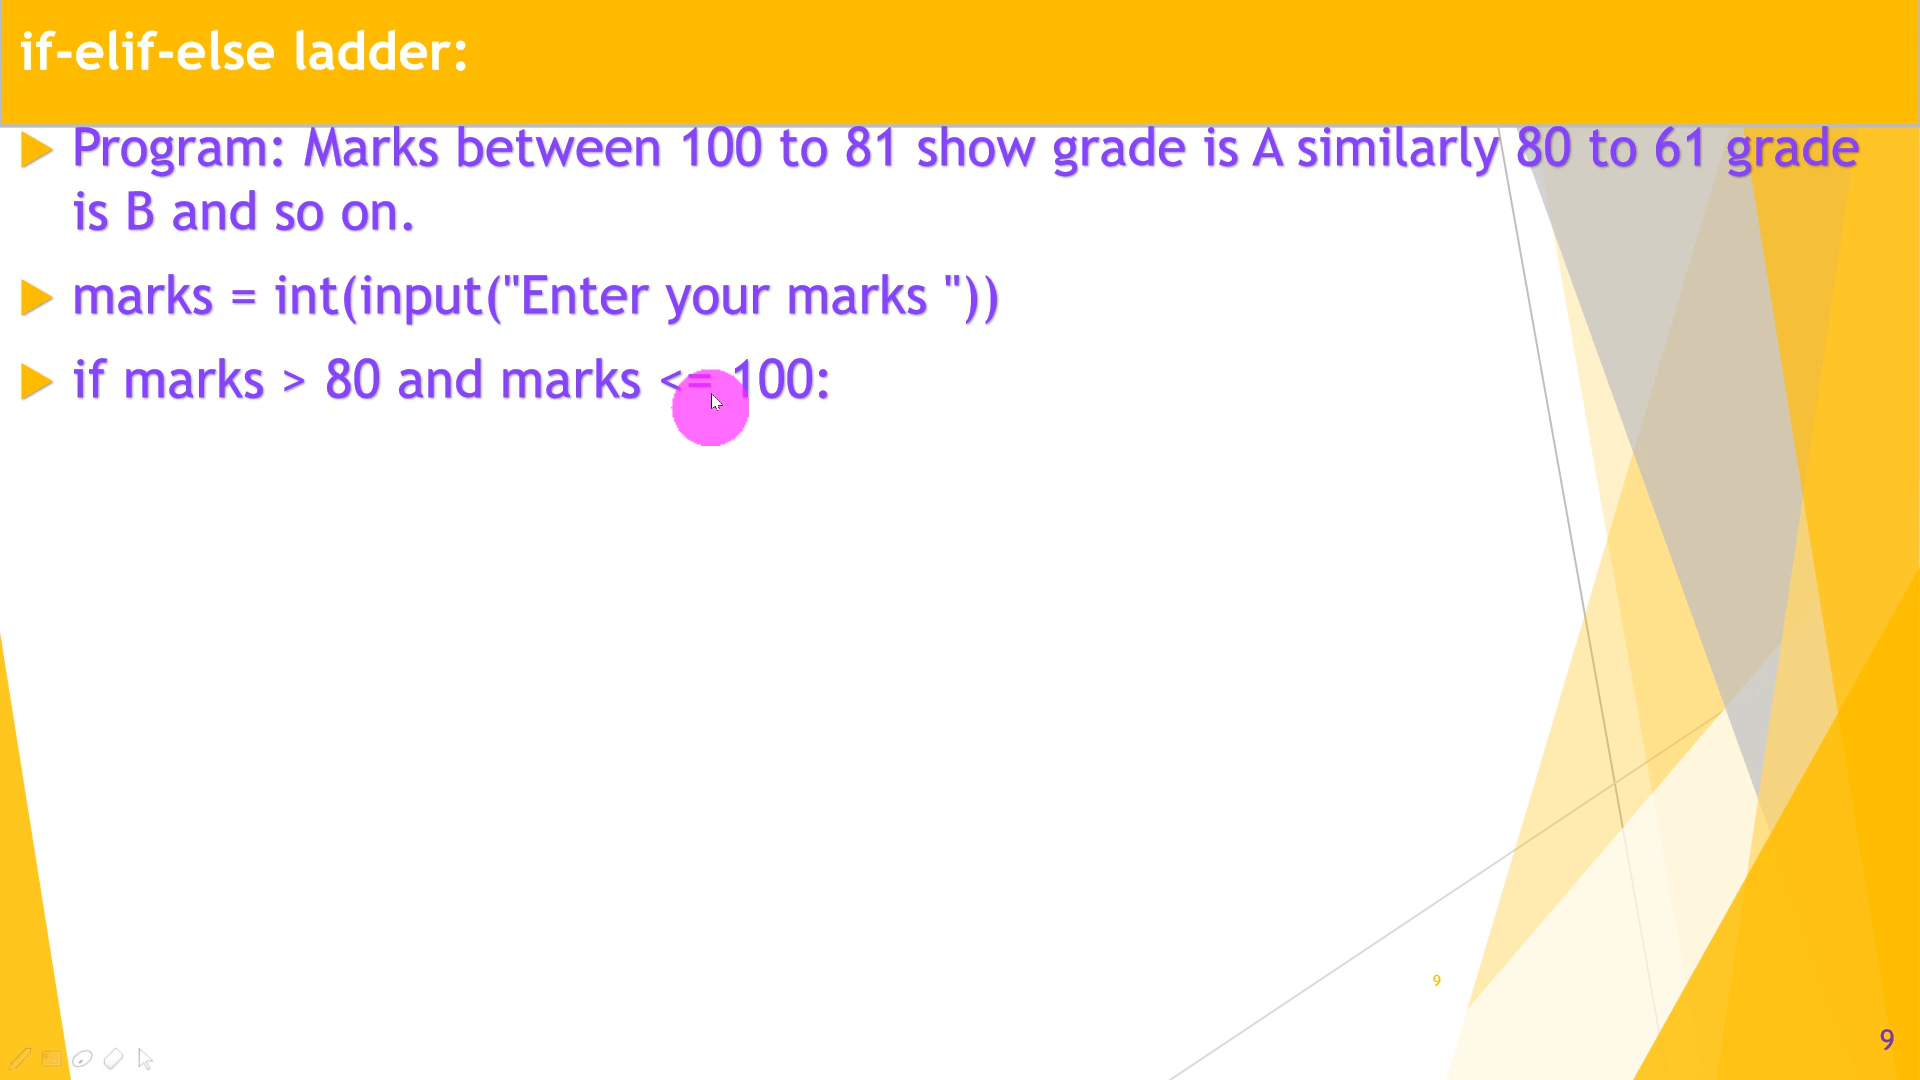 if-elif-else ladder:
Program: Marks between 100 to 81 show grade is A similarly 80 to 61 grade
is B and so on.
marks = int(input("Enter your marks "))
if marks > 80 and marks <= 100:
9
9